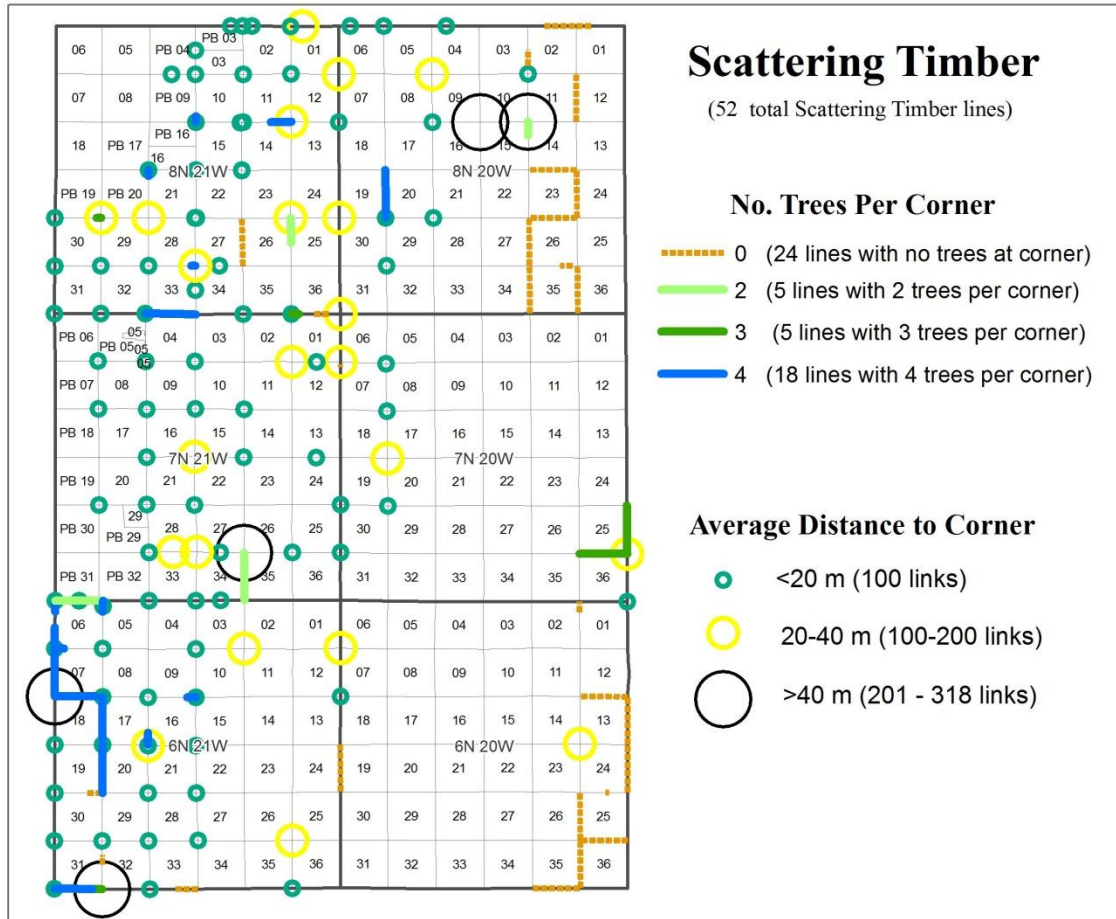 Scattering Timber
(52 total Scattering Timber lines)
No. Trees Per Corner
0 (24 lines with no trees at corner)
2 (5 lines with 2 trees per corner)
3 (5 lines with 3 trees per corner)
4 (18 lines with 4 trees per corner)
Average Distance to Corner
<20 m (100 links)
20-40 m (100-200 links)
>40 m (201 - 318 links)
PB 03
06 05 PB 04 02 01 06 05 04 03 02 01
03
07 08 PB 09 10 11 12 07 08 09 10 11 12
PB 16
18 PB 17 15 14 13 18 17 16 15 14 13
16
8N 21W 8N 20W
PB 19 PB 20 21 22 23 24 19 20 21 22 23 24
30 29 28 27 26 25 30 29 28 27 26 25
31 32 33 34 35 36 31 32 33 34 35 36
05
PB 06 04 03 02 01 06 05 04 03 02 01
PB 05 05
05
PB 07 08 09 10 11 12 07 08 09 10 11 12
PB 18 17 16 15 14 13 18 17 16 15 14 13
7N 21W 7N 20W
PB 19 20 21 22 23 24 19 20 21 22 23 24
29
PB 30 28 27 26 25 30 29 28 27 26 25
PB 29
PB 31 PB 32 33 34 35 36 31 32 33 34 35 36
06 05 04 03 02 01 06 05 04 03 02 01
07 08 09 10 11 12 07 08 09 10 11 12
18 17 16 15 14 13 18 17 16 15 14 13
6N 21W 6N 20W
19 20 21 22 23 24 19 20 21 22 23 24
30 29 28 27 26 25 30 29 28 27 26 25
31 32 33 34 35 36 31 32 33 34 35 36